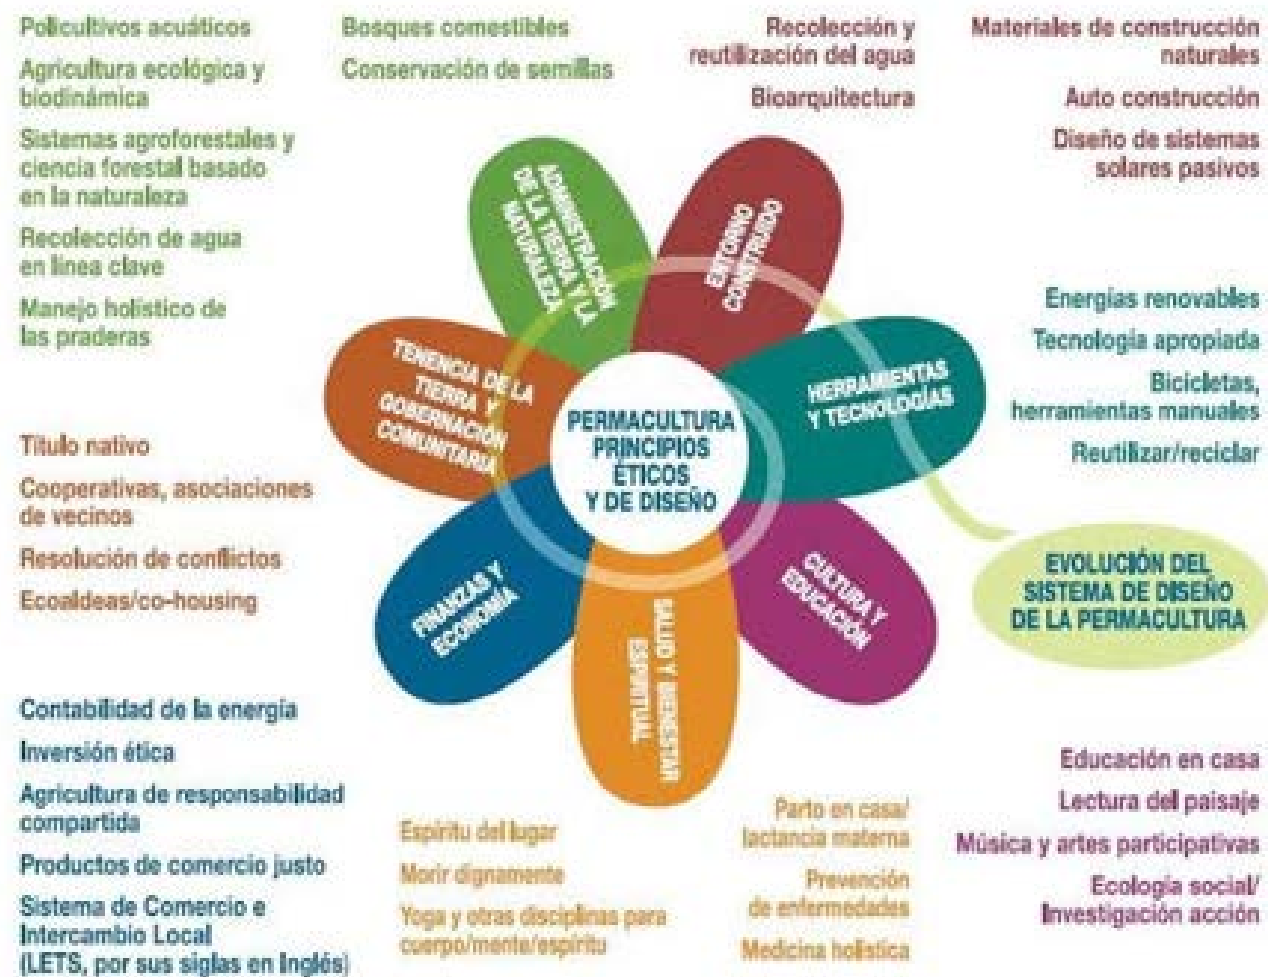 Policultivos acuáticos
Agricultura ecológica y
biodinámica
Sistemas agroforestales y
ciencia forestal basado
en la naturaleza
Recolección de agua
en línea clave
Manejo holístico de
las praderas
Bosques comestibles
Conservación de semillas
Recolección y
reutilización del agua
Bioarquitectura
Materiales de construcción
naturales
Auto construcción
Diseño de sistemas
solares pasivos
ADMINISTRACIÓN
DE LA TIERRA Y LA
NATURALEZA
ENTORNO
CONSTRUIDO
HERRAMIENTAS
Y TECNOLOGÍAS
CULTURA Y
EDUCACIÓN
SALUD Y BIENESTAR
ESPIRITUAL
FINANZAS Y
ECONOMÍA
TENENCIA DE LA
TIERRA Y
GOBERNACIÓN
COMUNITARIA
PERMACULTURA
PRINCIPIOS
ÉTICOS
Y DE DISEÑO
Energías renovables
Tecnología apropiada
Bicicletas,
herramientas manuales
Reutilizar/reciclar
EVOLUCIÓN DEL
SISTEMA DE DISEÑO
DE LA PERMACULTURA
Título nativo
Cooperativas, asociaciones
de vecinos
Resolución de conflictos
Ecoaldeas/co-housing
Contabilidad de la energía
Inversión ética
Agricultura de responsabilidad
compartida
Productos de comercio justo
Sistema de Comercio e
Intercambio Local
(LETS, por sus siglas en Inglés)
Espíritu del lugar
Morir dignamente
Yoga y otras disciplinas para
cuerpo/mente/espíritu
Parto en casa/
lactancia materna
Prevención
de enfermedades
Medicina holística
Educación en casa
Lectura del paisaje
Música y artes participativas
Ecología social/
Investigación acción